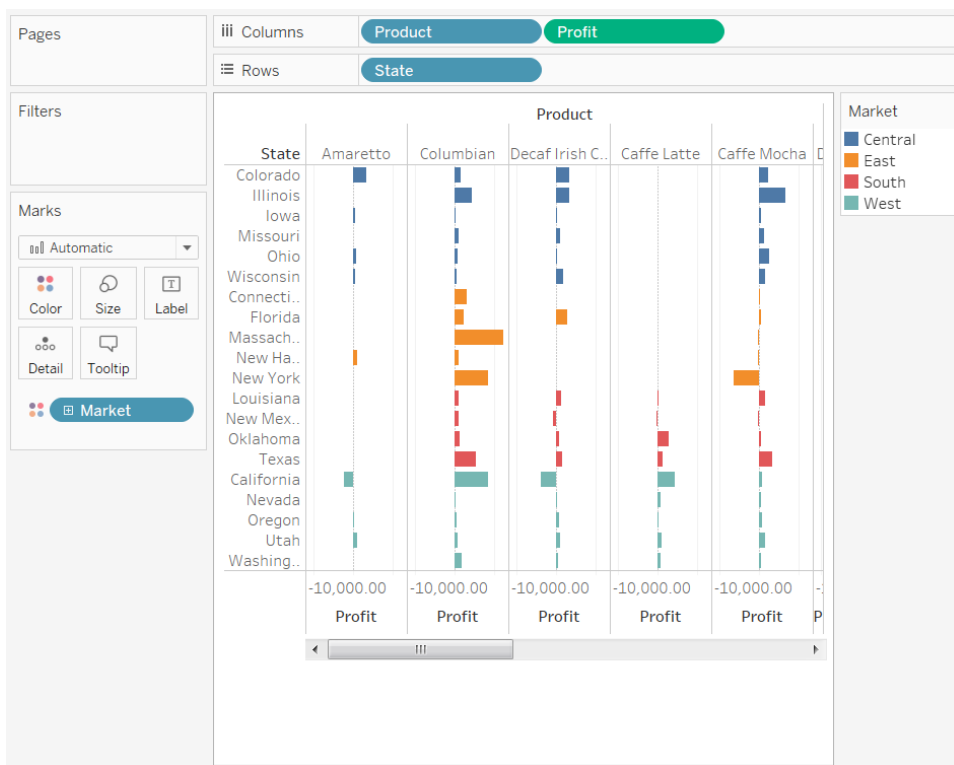 Pages
iii Columns
Product
Profit
Rows
State
Filters
Marks
Automatic
Color
Size
T
Label
Detail
Tooltip
Market
Product
State Amaretto Columbian Decaf Irish C.. Caffe Latte Caffe Mocha D
Colorado
Illinois
Iowa
Missouri
Ohio
Wisconsin
Connecti..
Florida
Massach..
New Ha..
New York
Louisiana
New Mex..
Oklahoma
Texas
California
Nevada
Oregon
Utah
Washing..
-10,000.00 -10,000.00 -10,000.00 -10,000.00 -10,000.00 -1
Profit Profit Profit Profit Profit P
Market
Central
East
South
West